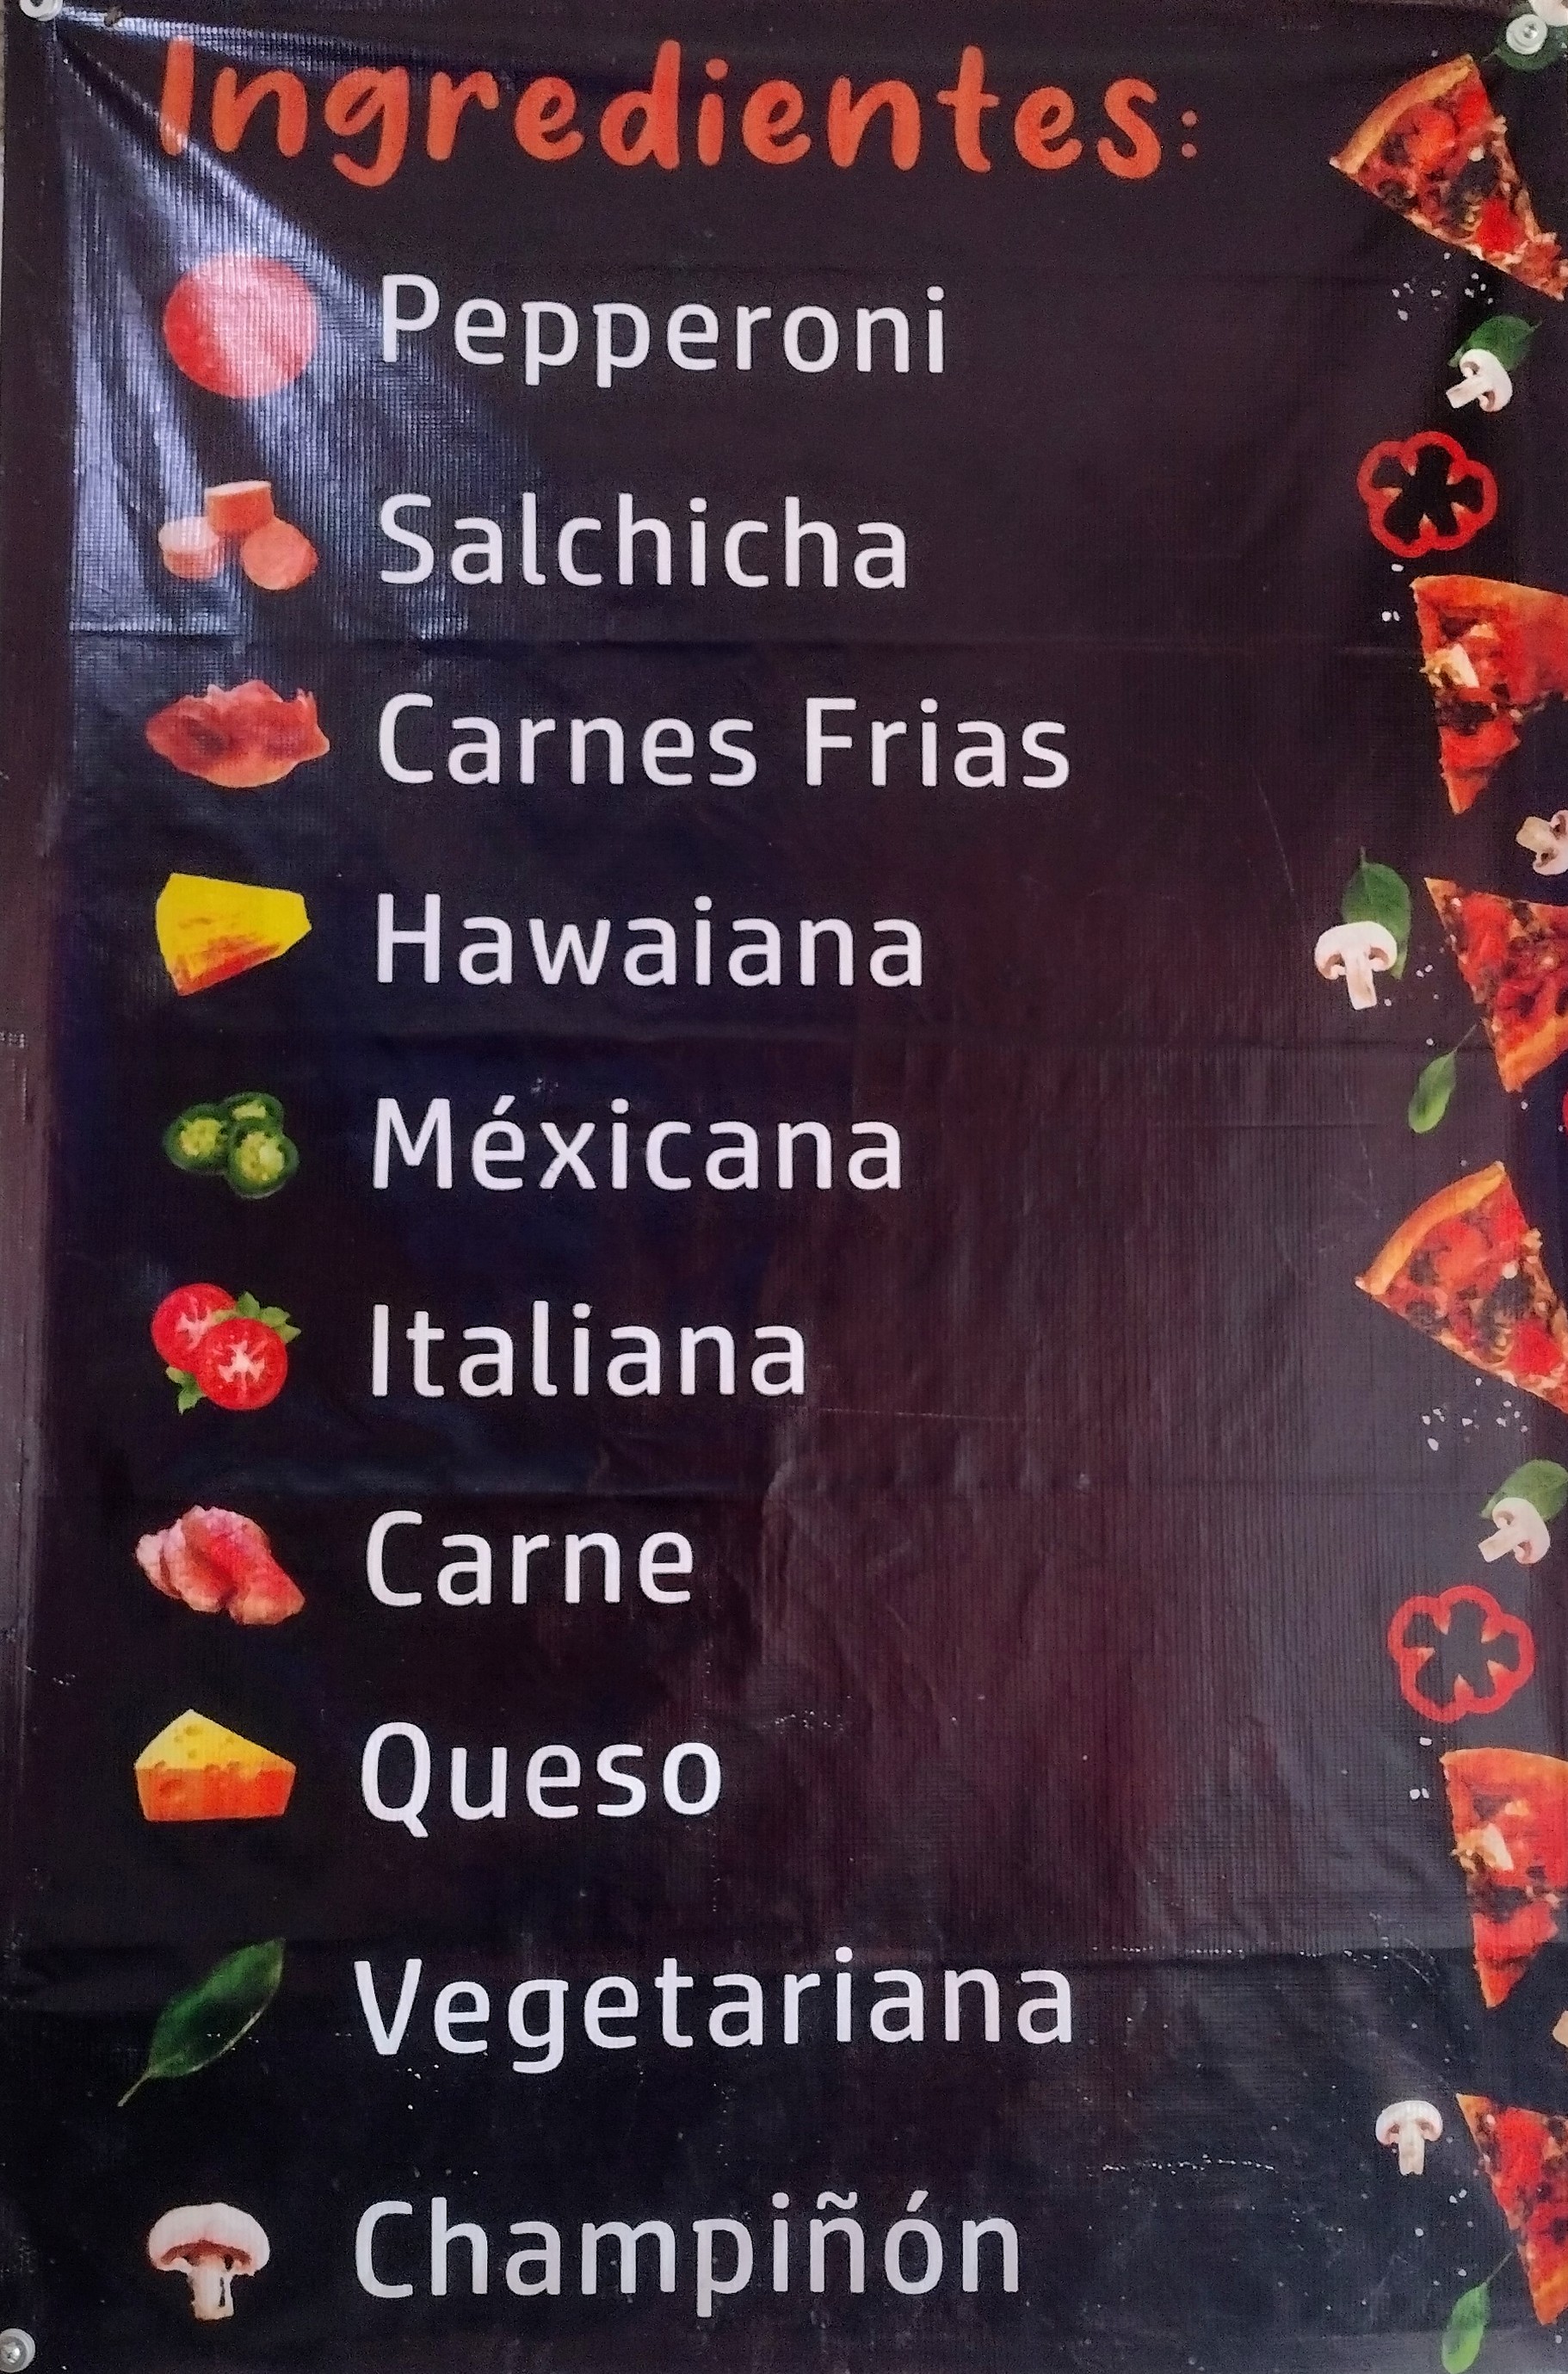 Ingredientes:
Pepperoni
Salchicha
Carnes Frias
Hawaiana
Méxicana
Italiana
Carne
Queso
Vegetariana
Champiñón